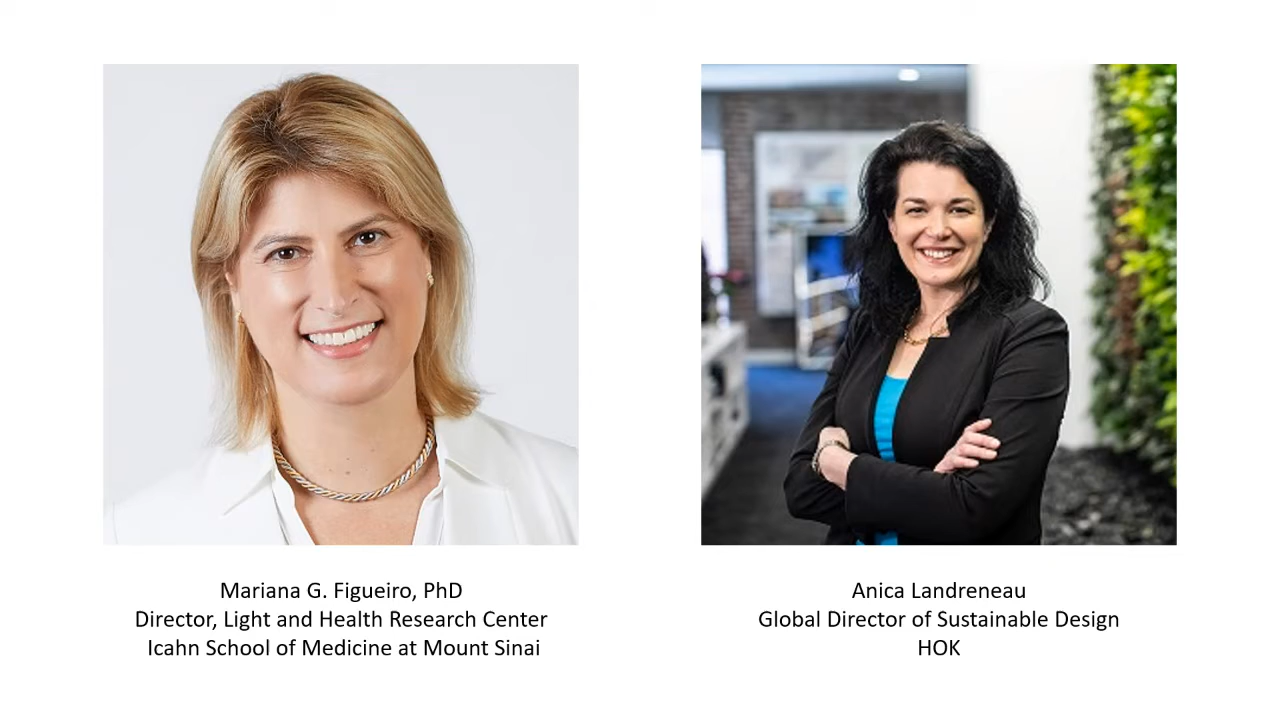 Mariana G. Figueiro, PhD
Director, Light and Health Research Center
Icahn School of Medicine at Mount Sinai
Anica Landreneau
Global Director of Sustainable Design
HOK